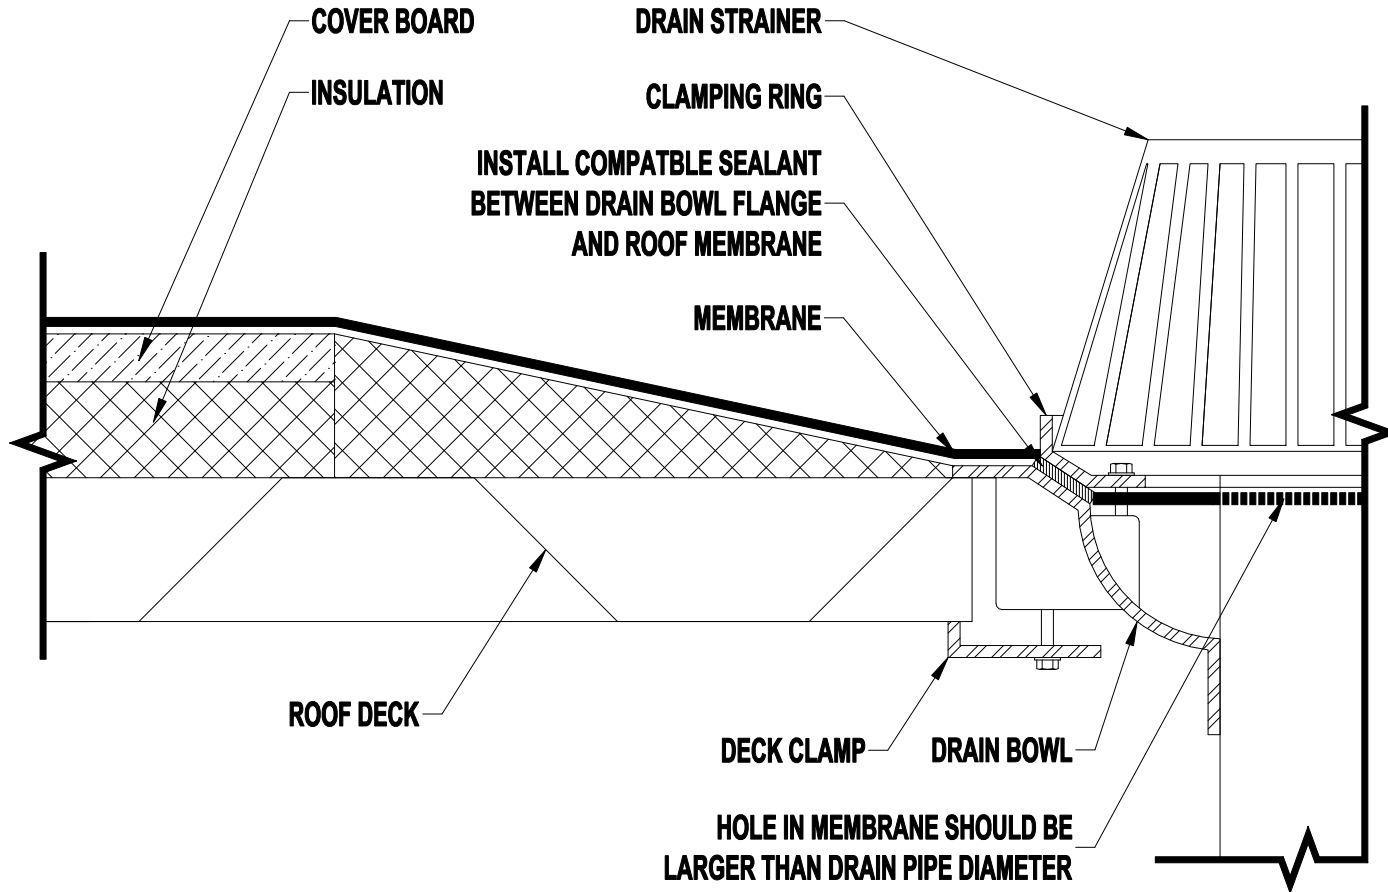 COVER BOARD
INSULATION
DRAIN STRAINER
CLAMPING RING
INSTALL COMPATBLE SEALANT
BETWEEN DRAIN BOWL FLANGE
AND ROOF MEMBRANE
MEMBRANE
ROOF DECK
DECK CLAMP
DRAIN BOWL
HOLE IN MEMBRANE SHOULD BE
LARGER THAN DRAIN PIPE DIAMETER